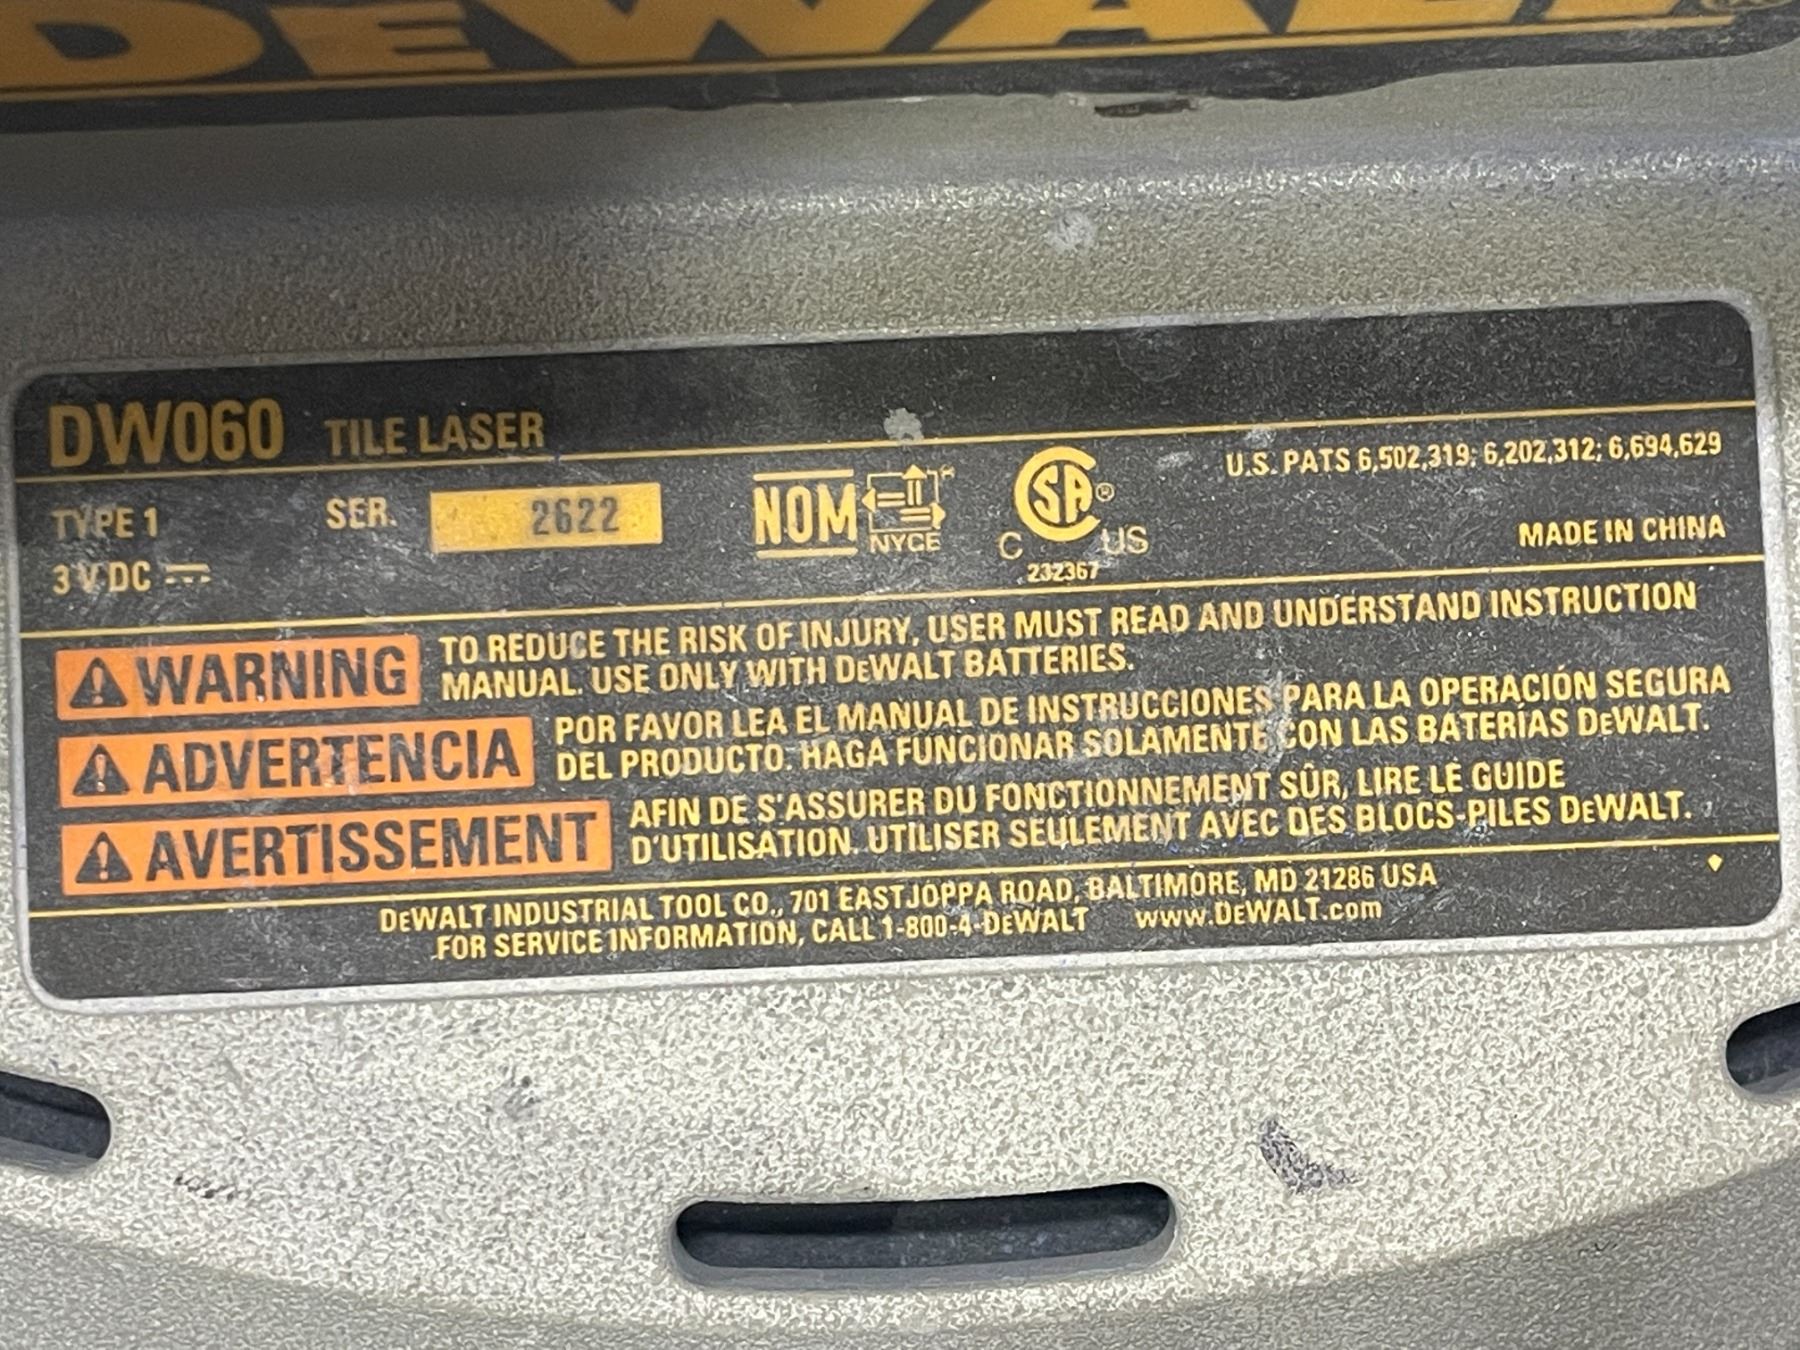 DEWALT
DW060 TILE LASER
TYPE 1 SER. 2622
3 V DC
NOM
NYCE
CSA®
C US
232367
U.S. PATS 6,502,319; 6,202,312; 6,694,629
MADE IN CHINA
WARNING TO REDUCE THE RISK OF INJURY, USER MUST READ AND UNDERSTAND INSTRUCTION
MANUAL. USE ONLY WITH DEWALT BATTERIES.
ADVERTENCIA POR FAVOR LEA EL MANUAL DE INSTRUCCIONES PARA LA OPERACIÓN SEGURA
DEL PRODUCTO. HAGA FUNCIONAR SOLAMENTE CON LAS BATERÍAS DEWALT.
AVERTISSEMENT AFIN DE S'ASSURER DU FONCTIONNEMENT SÛR, LIRE LE GUIDE
D'UTILISATION. UTILISER SEULEMENT AVEC DES BLOCS-PILES DEWALT.
DEWALT INDUSTRIAL TOOL CO., 701 EAST JOPPA ROAD, BALTIMORE, MD 21286 USA
FOR SERVICE INFORMATION, CALL 1-800-4-DEWALT www.DEWALT.com